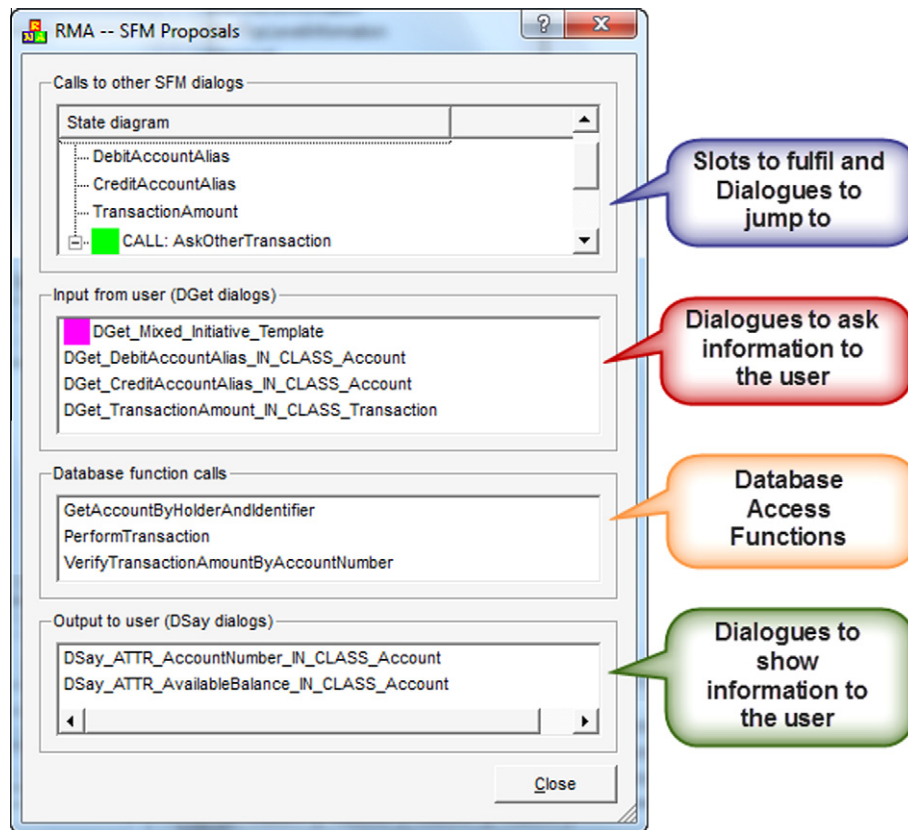 RMA -- SFM Proposals
Calls to other SFM dialogs
State diagram
DebitAccountAlias
CreditAccountAlias
TransactionAmount
CALL: AskOtherTransaction
Slots to fulfil and
Dialogues to
jump to
Input from user (DGet dialogs)
DGet_Mixed_Initiative_Template
DGet_DebitAccountAlias_IN_CLASS_Account
DGet_CreditAccountAlias_IN_CLASS_Account
DGet_TransactionAmount_IN_CLASS_Transaction
Dialogues to ask
information to
the user
Database function calls
GetAccountByHolderAndIdentifier
PerformTransaction
VerifyTransactionAmountByAccountNumber
Database
Access
Functions
Output to user (DSay dialogs)
DSay_ATTR_AccountNumber_IN_CLASS_Account
DSay_ATTR_AvailableBalance_IN_CLASS_Account
Dialogues to
show
information to
the user
Close